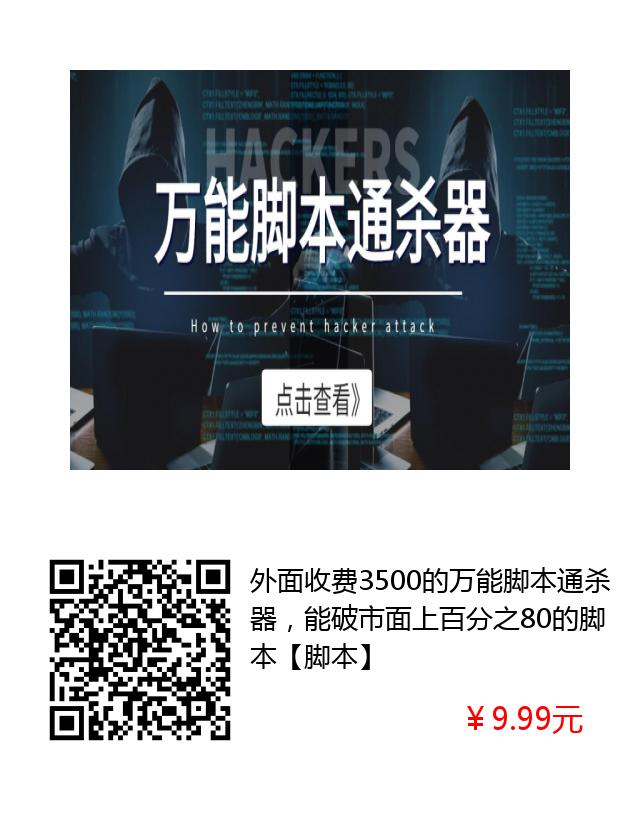 HACKERS
万能脚本通杀器
How to prevent hacker attack
点击查看》
外面收费3500的万能脚本通杀
器，能破市面上百分之80的脚
本【脚本】
￥9.99元